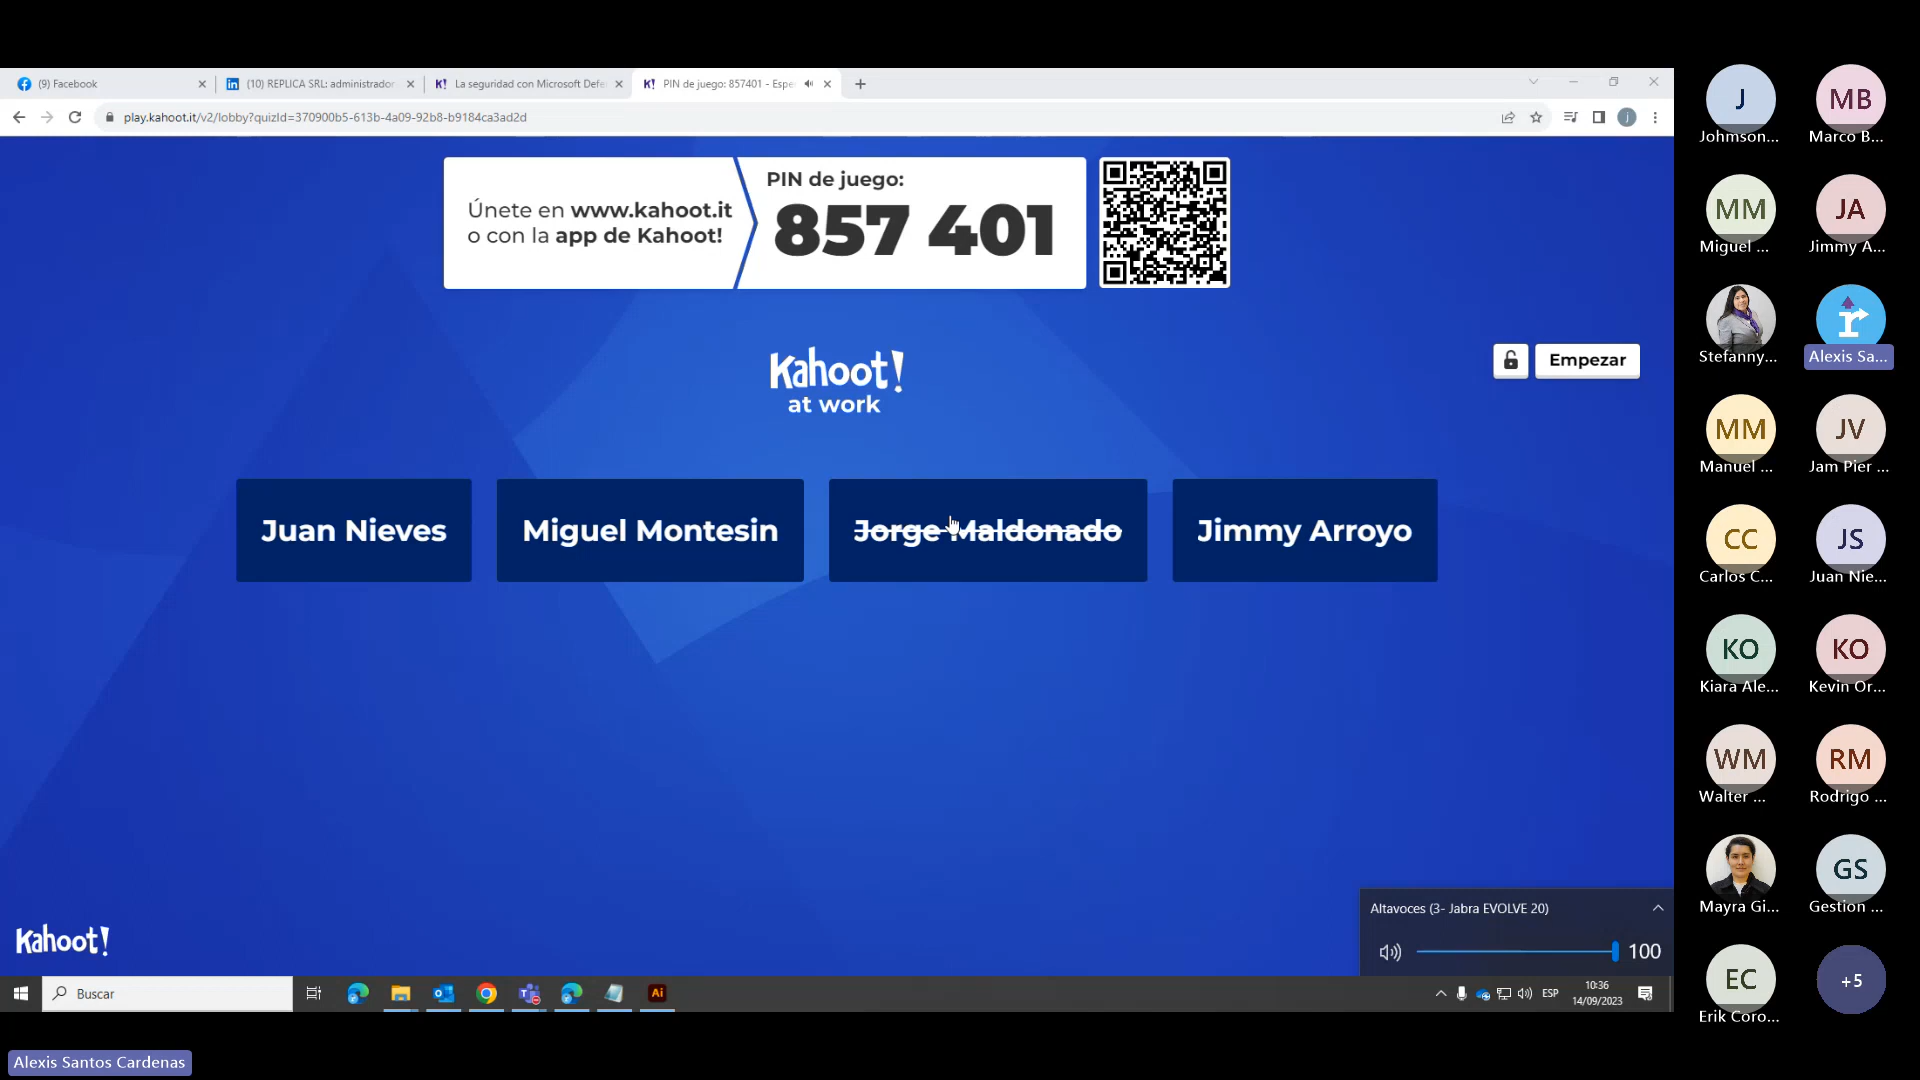 (9) Facebook
(10) REPLICA SRL: administrador
La seguridad con Microsoft Defe
PIN de juego: 857401 - Espe
play.kahoot.it/v2/lobby?quizId=370900b5-613b-4a09-92b8-b9184ca3ad2d
Únete en www.kahoot.it
o con la app de Kahoot!
PIN de juego:
857 401
Kahoot!
at work
Empezar
Juan Nieves
Miguel Montesin
Jorge Maldonado
Jimmy Arroyo
Kahoot!
Altavoces (3- Jabra EVOLVE 20)
100
Buscar
Ai
ESP
10:36
14/09/2023
Alexis Santos Cardenas
J
Johmson...
MB
Marco B...
MM
Miguel ...
JA
Jimmy A...
Stefanny...
r
Alexis Sa...
MM
Manuel ...
JV
Jam Pier ...
CC
Carlos C...
JS
Juan Nie...
KO
Kiara Ale...
KO
Kevin Or...
WM
Walter ...
RM
Rodrigo ...
Mayra Gi...
GS
Gestion ...
EC
Erik Coro...
+5